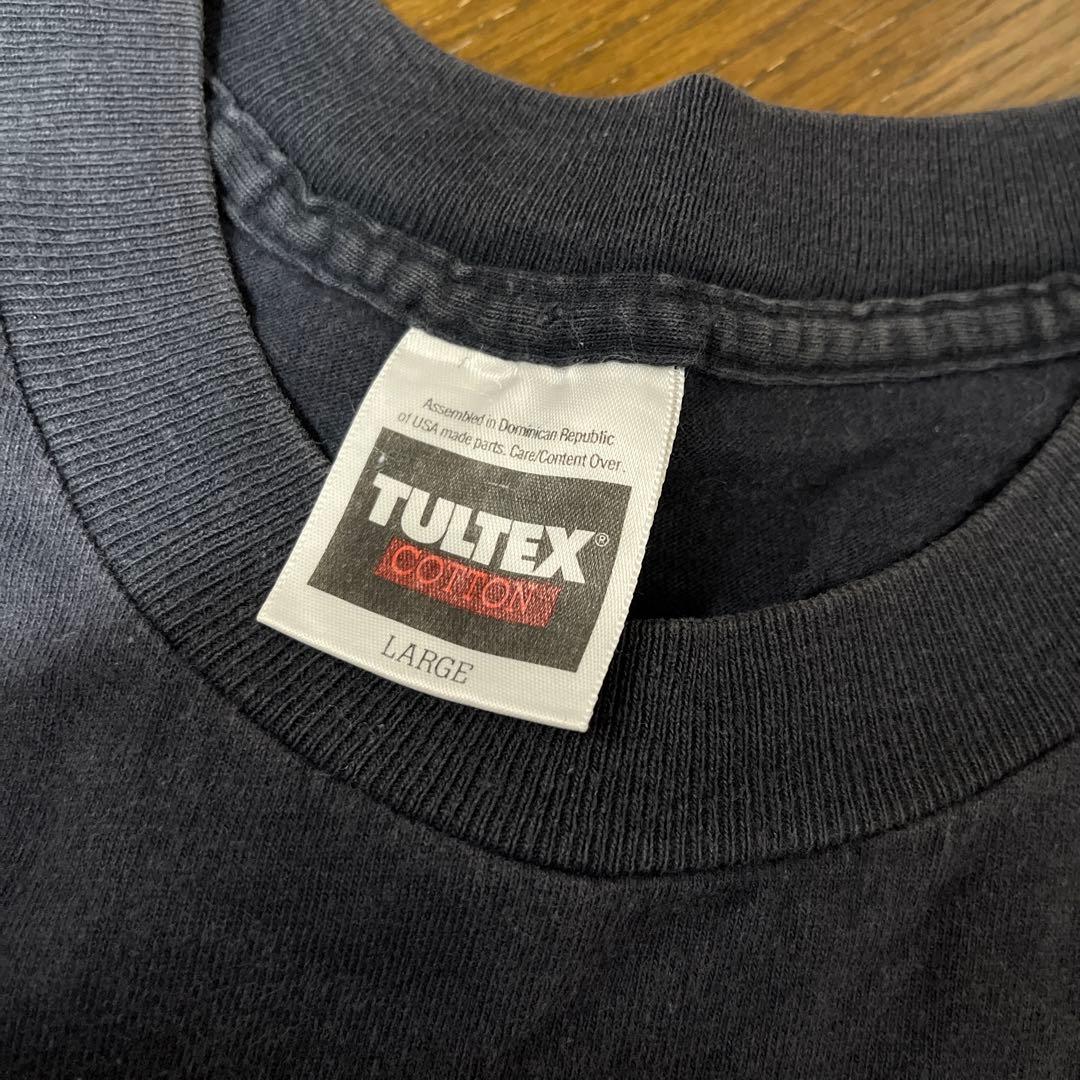 Assembled in Dominican Republic
of USA made parts. Care/Content Over.
TULTEX®
COTTON
LARGE